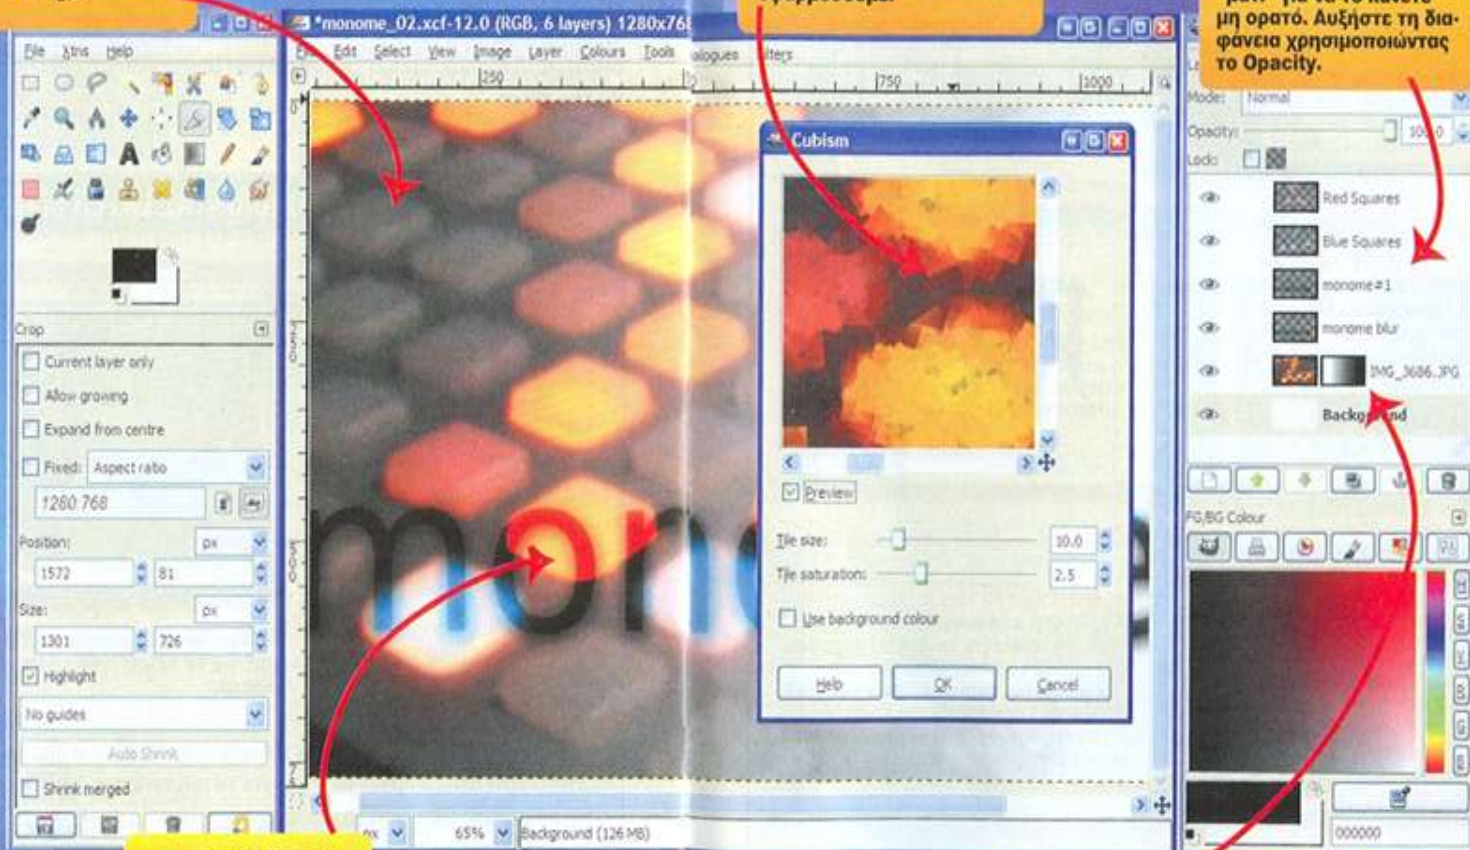 *monome_02.xcf-12.0 (RGB, 6 layers) 1280x768
μη ορατό. Αυξήστε τη δια-
φάνεια χρησιμοποιώντας
το Opacity.
File Xtns Help
Edit Select View Image Layer Colours Tools
alogues
250
750
1000
Mode: Normal
Opacity:
Lock:
Cubism
Red Squares
Blue Squares
monome#1
monome blur
IMG_3686.JPG
Background
Crop
Current layer only
Allow growing
Expand from centre
Fixed: Aspect ratio
1280:768
Position: px
1572 81
Size: px
1301 726
Highlight
No guides
Auto Shrink
Shrink merged
Preview
Tile size: 10.0
Tile saturation: 2.5
Use background colour
Help OK Cancel
FG/BG Colour
mono
65% Background (126 MB)
000000